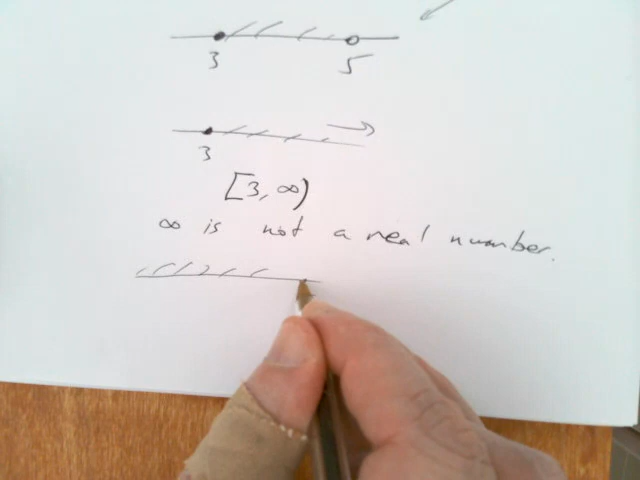 3 5
3
[3, ∞)
∞ is not a real number.